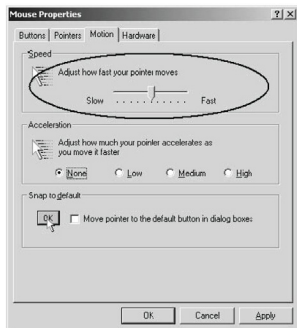 Mouse Properties
Buttons Pointers Motion Hardware
Speed
Adjust how fast your pointer moves
Slow Fast
Acceleration
Adjust how much your pointer accelerates as
you move it faster
None Low Medium High
Snap to default
OK Move pointer to the default button in dialog boxes
OK Cancel Apply